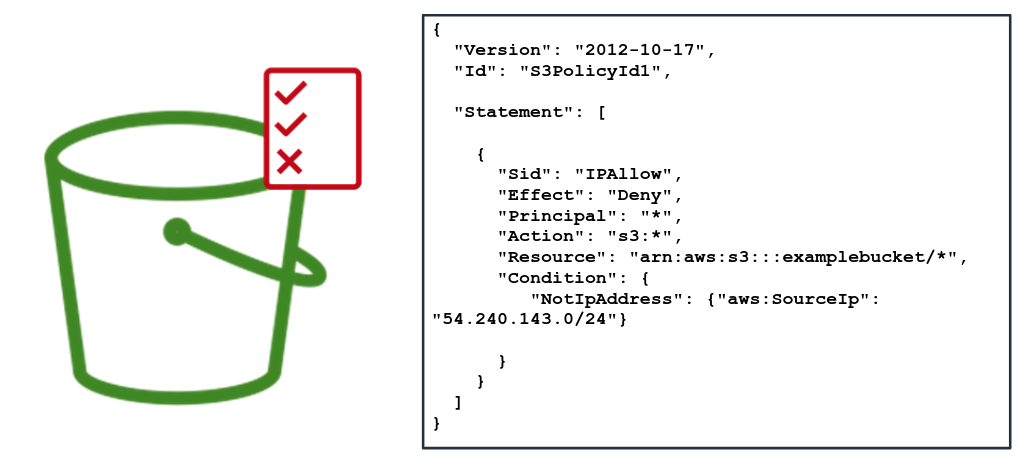 {
"Version": "2012-10-17",
"Id": "S3PolicyId1",
"Statement": [
{
"Sid": "IPAllow",
"Effect": "Deny",
"Principal": "*",
"Action": "s3:*",
"Resource": "arn:aws:s3:::examplebucket/*",
"Condition": {
"NotIpAddress": {"aws:SourceIp":
"54.240.143.0/24"}
}
}
]
}